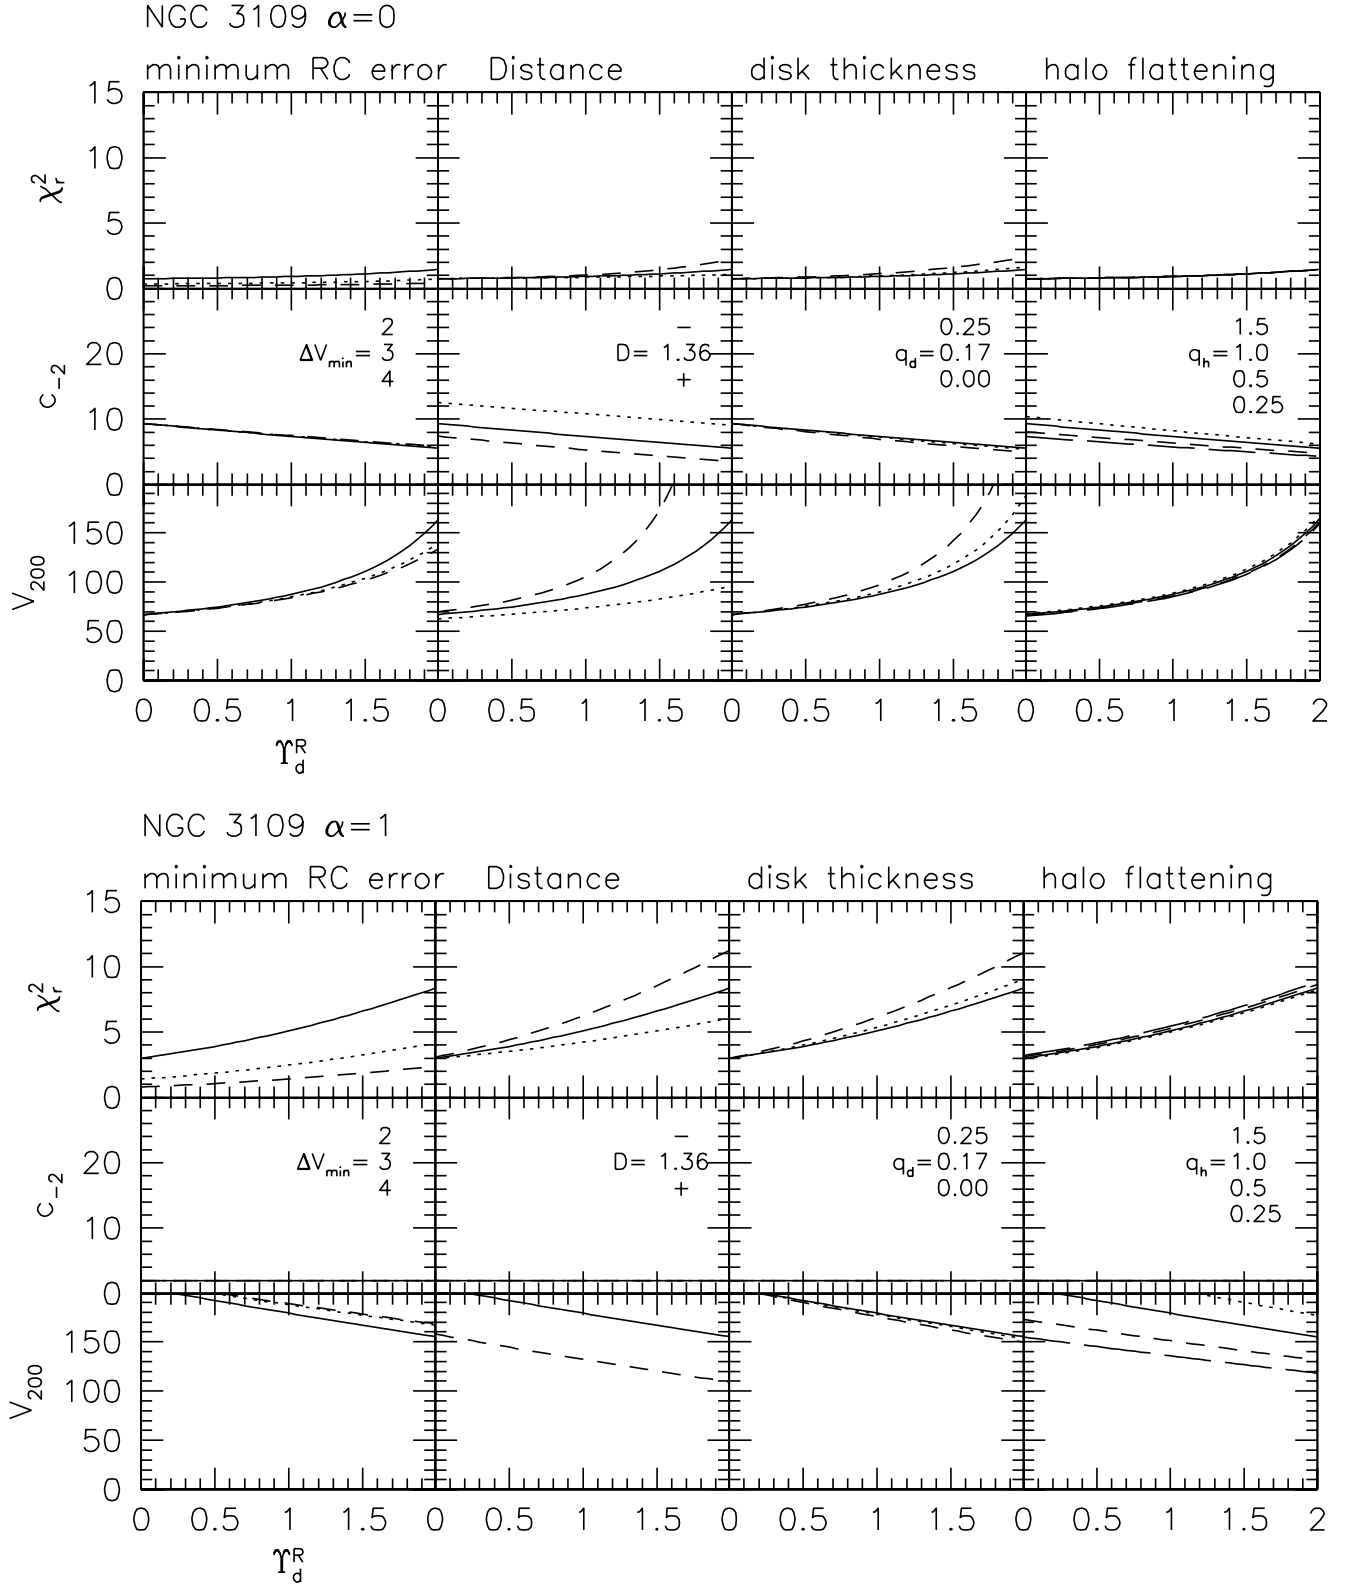 NGC 3109 α=0
minimum RC error Distance disk thickness halo flattening
15
10
χ²ᵣ
5
0
2 − 0.25 1.5
20 ΔVmin= 3 D= 1.36 qd=0.17 qh=1.0
4 + 0.00 0.5
c−2
10 0.25
0
150
V200
100
50
0
0 0.5 1 1.5 0 0.5 1 1.5 0 0.5 1 1.5 0 0.5 1 1.5 2
ϒᴿd
NGC 3109 α=1
minimum RC error Distance disk thickness halo flattening
15
10
χ²ᵣ
5
0
2 − 0.25 1.5
20 ΔVmin= 3 D= 1.36 qd=0.17 qh=1.0
4 + 0.00 0.5
c−2
10 0.25
0
150
V200
100
50
0
0 0.5 1 1.5 0 0.5 1 1.5 0 0.5 1 1.5 0 0.5 1 1.5 2
ϒᴿd